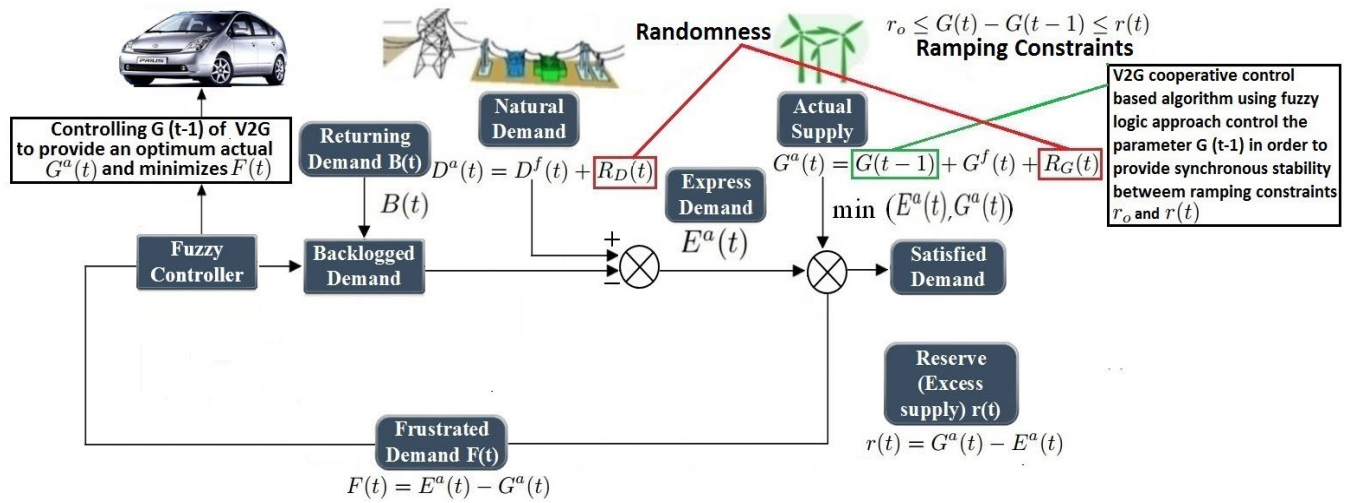 PRIUS
Controlling G (t-1) of V2G
to provide an optimum actual
G^a(t) and minimizes F(t)
Fuzzy
Controller
Returning
Demand B(t)
B(t)
Backlogged
Demand
Natural
Demand
D^a(t) = D^f(t) + R_D(t)
Randomness
+
−
Express
Demand
E^a(t)
Actual
Supply
G^a(t) = G(t − 1) + G^f(t) + R_G(t)
min (E^a(t),G^a(t))
Satisfied
Demand
r_o ≤ G(t) − G(t − 1) ≤ r(t)
Ramping Constraints
V2G cooperative control
based algorithm using fuzzy
logic approach control the
parameter G (t-1) in order to
provide synchronous stability
betweem ramping constraints
r_o and r(t)
Reserve
(Excess
supply) r(t)
r(t) = G^a(t) − E^a(t)
Frustrated
Demand F(t)
F(t) = E^a(t) − G^a(t)